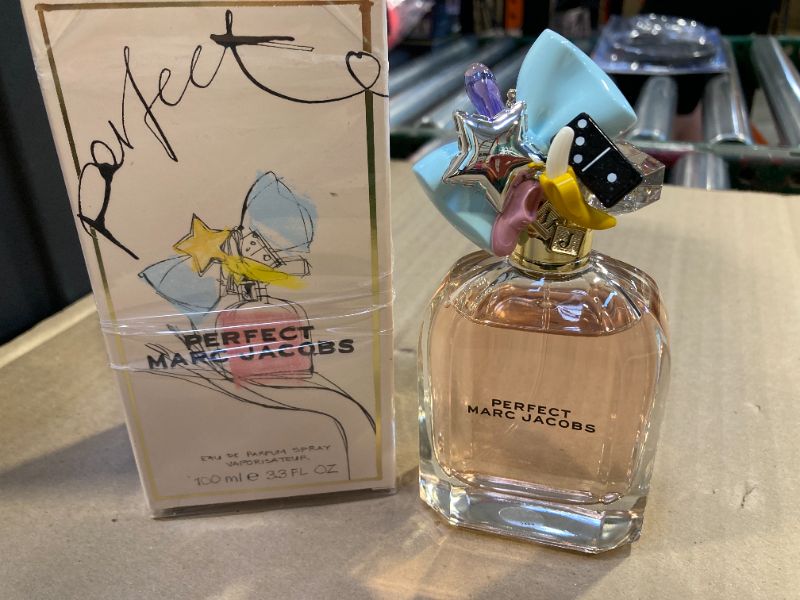 perfect
PERFECT
MARC JACOBS
EAU DE PARFUM SPRAY
VAPORISATEUR
100 ml e 3.3 FL OZ
PERFECT
MARC JACOBS
J